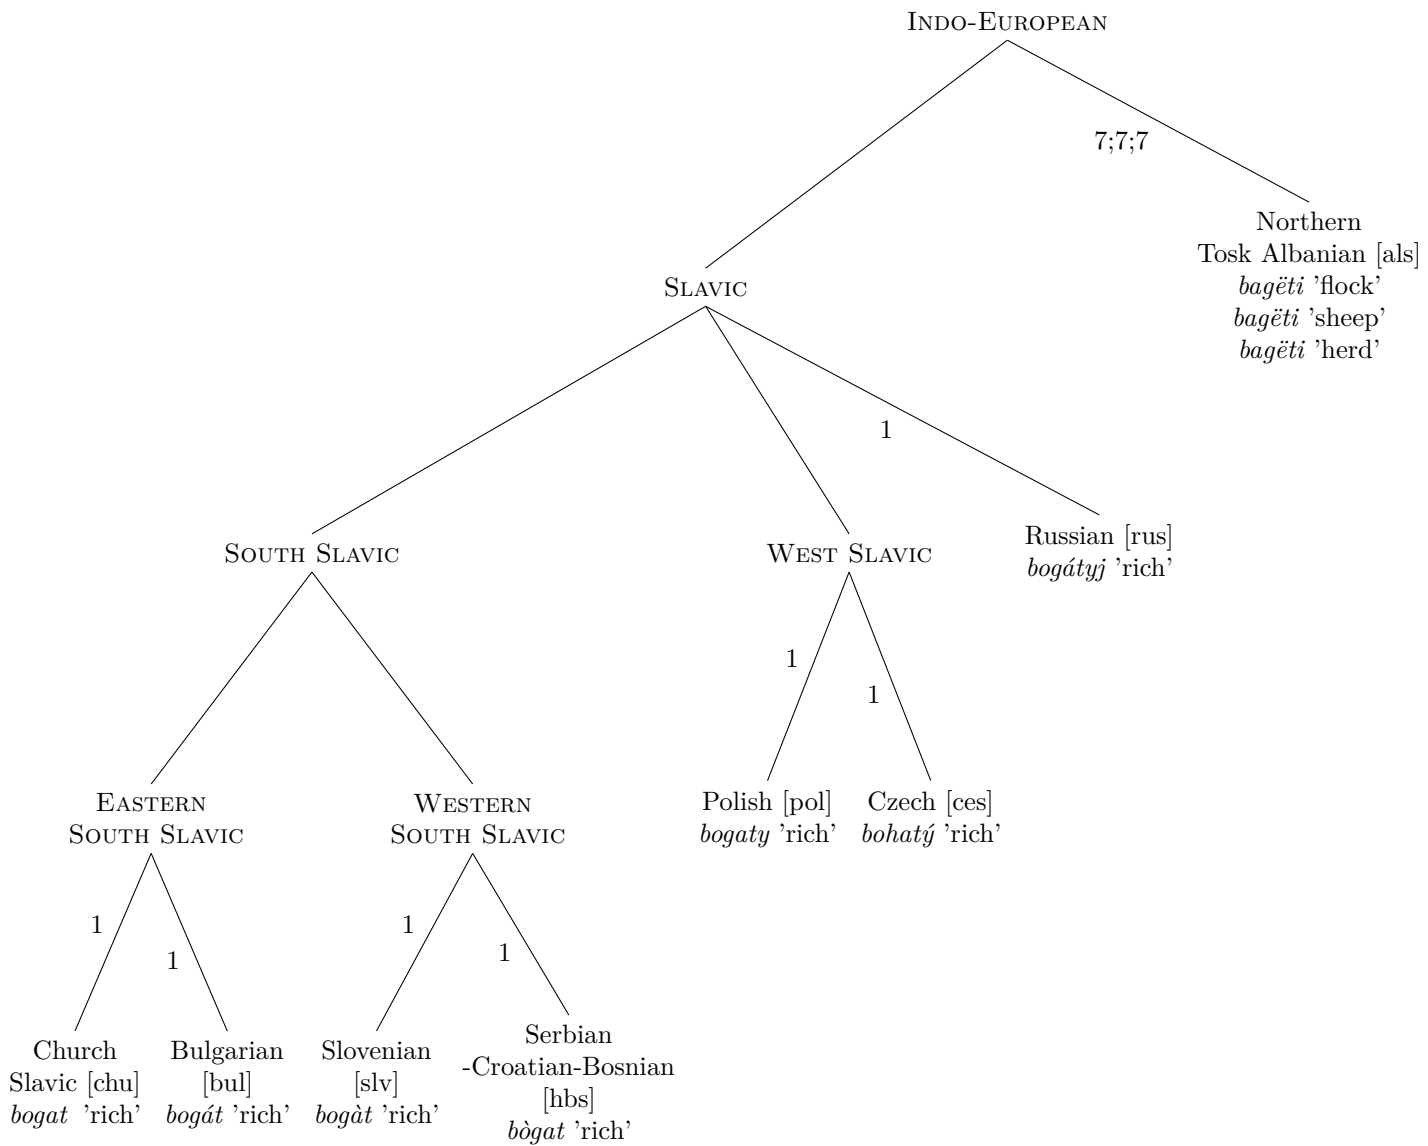 Indo-European
7;7;7
Northern
Tosk Albanian [als]
bagëti ’flock’
bagëti ’sheep’
bagëti ’herd’
Slavic
1
Russian [rus]
bogátyj ’rich’
South Slavic
West Slavic
1
1
Polish [pol]
bogaty ’rich’
Czech [ces]
bohatý ’rich’
Eastern
South Slavic
Western
South Slavic
1
1
1
1
Church
Slavic [chu]
bogat ’rich’
Bulgarian
[bul]
bogát ’rich’
Slovenian
[slv]
bogàt ’rich’
Serbian
-Croatian-Bosnian
[hbs]
bògat ’rich’